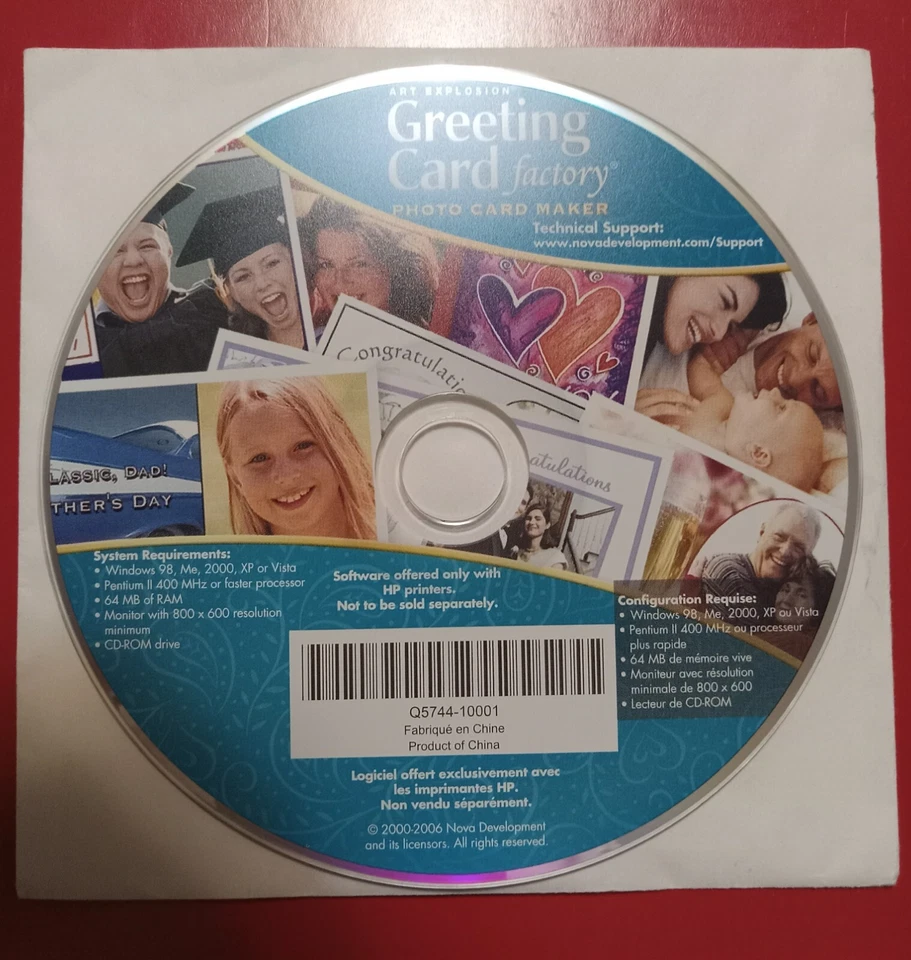 ART EXPLOSION
Greeting
Card factory®
PHOTO CARD MAKER
Technical Support:
www.novadevelopment.com/Support
Congratulatio
atulations
LASSIC, DAD!
THER'S DAY
System Requirements:
• Windows 98, Me, 2000, XP or Vista
• Pentium II 400 MHz or faster processor
• 64 MB of RAM
• Monitor with 800 x 600 resolution
minimum
• CD-ROM drive
Software offered only with
HP printers.
Not to be sold separately.
Configuration Requise:
• Windows 98, Me, 2000, XP ou Vista
• Pentium II 400 MHz ou processeur
plus rapide
• 64 MB de mémoire vive
• Moniteur avec résolution
minimale de 800 x 600
• Lecteur de CD-ROM
Q5744-10001
Fabriqué en Chine
Product of China
Logiciel offert exclusivement avec
les imprimantes HP.
Non vendu séparément.
© 2000-2006 Nova Development
and its licensors. All rights reserved.